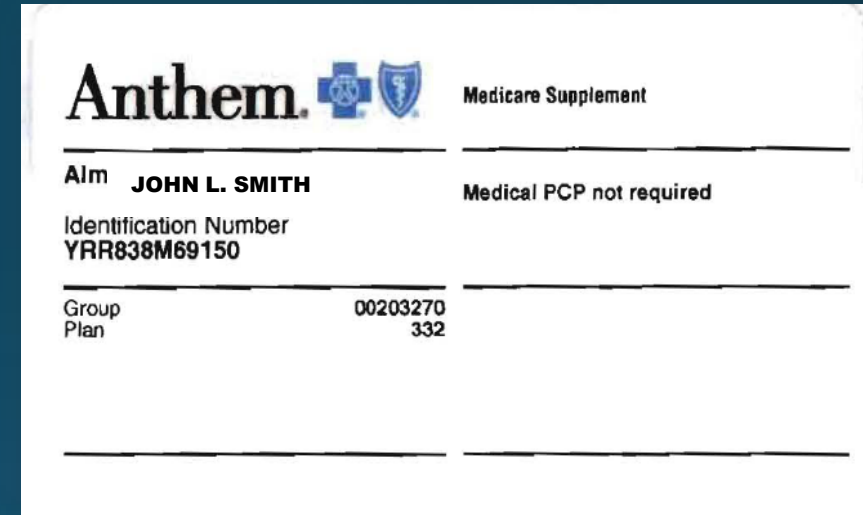 Anthem.
Medicare Supplement
Alm JOHN L. SMITH
Medical PCP not required
Identification Number
YRR838M69150
Group 00203270
Plan 332